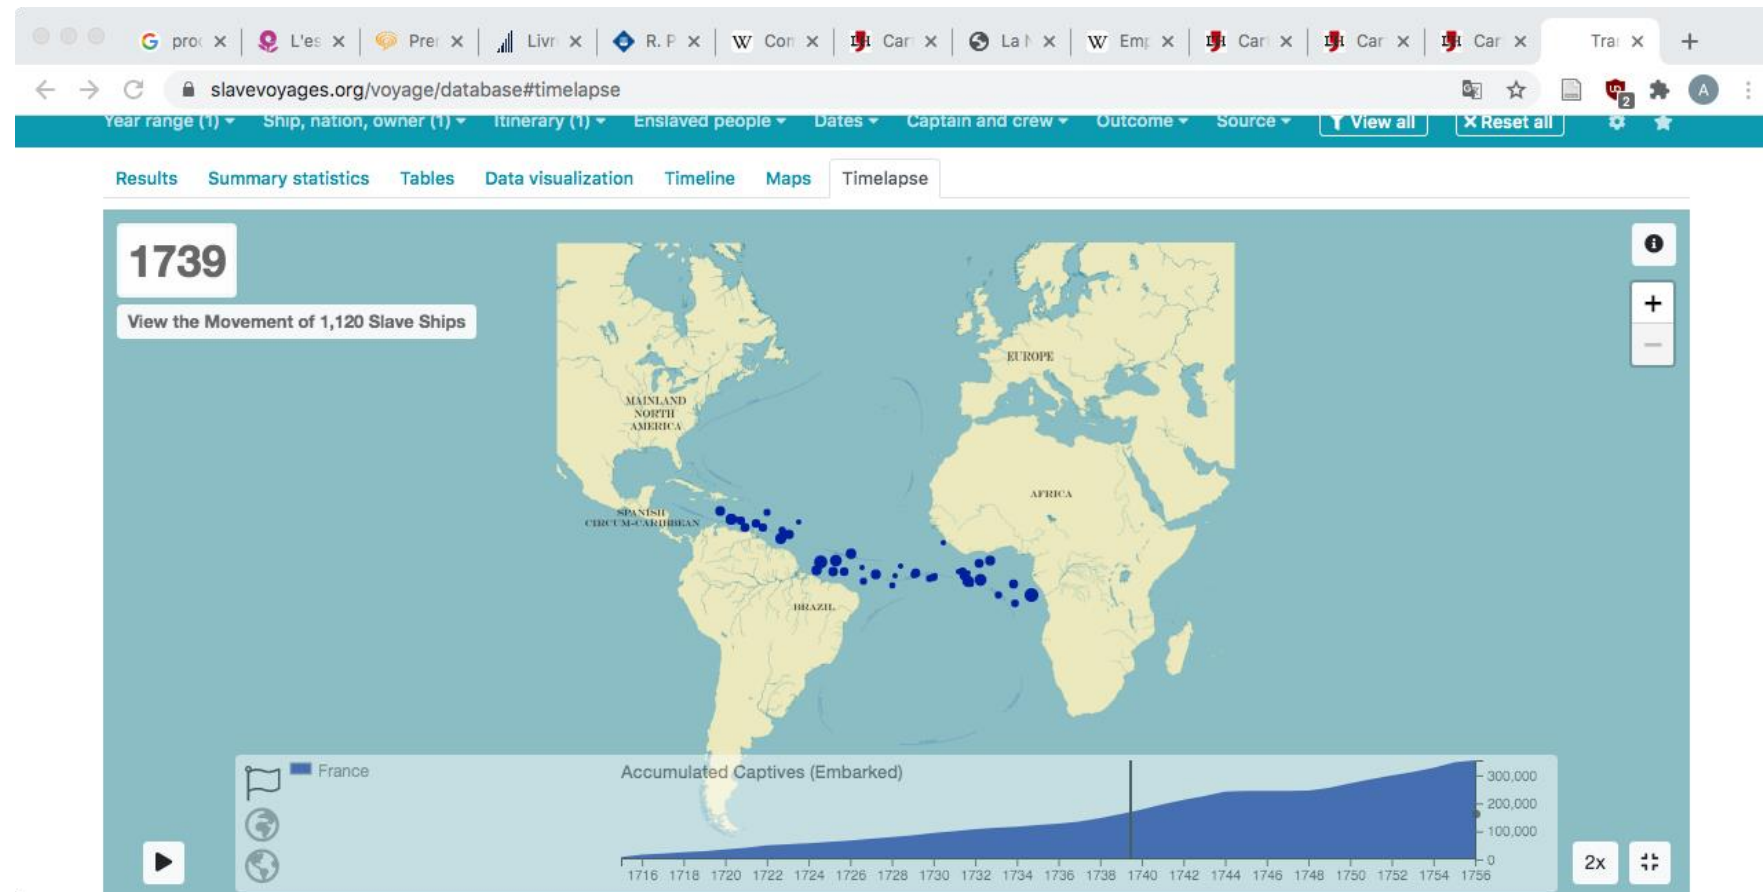 pro L'es Pre Livr R. P Con Car La N Emp Car Car Car Tra
slavevoyages.org/voyage/database#timelapse
A
2
Year range (1) Ship, nation, owner (1) Itinerary (1) Enslaved people Dates Captain and crew Outcome Source View all Reset all
Results Summary statistics Tables Data visualization Timeline Maps Timelapse
1739
View the Movement of 1,120 Slave Ships
+
−
EUROPE
MAINLAND
NORTH
AMERICA
AFRICA
SPANISH
CIRCUM-CARIBBEAN
BRAZIL
France
Accumulated Captives (Embarked)
300,000
200,000
100,000
0
1716 1718 1720 1722 1724 1726 1728 1730 1732 1734 1736 1738 1740 1742 1744 1746 1748 1750 1752 1754 1756
2x